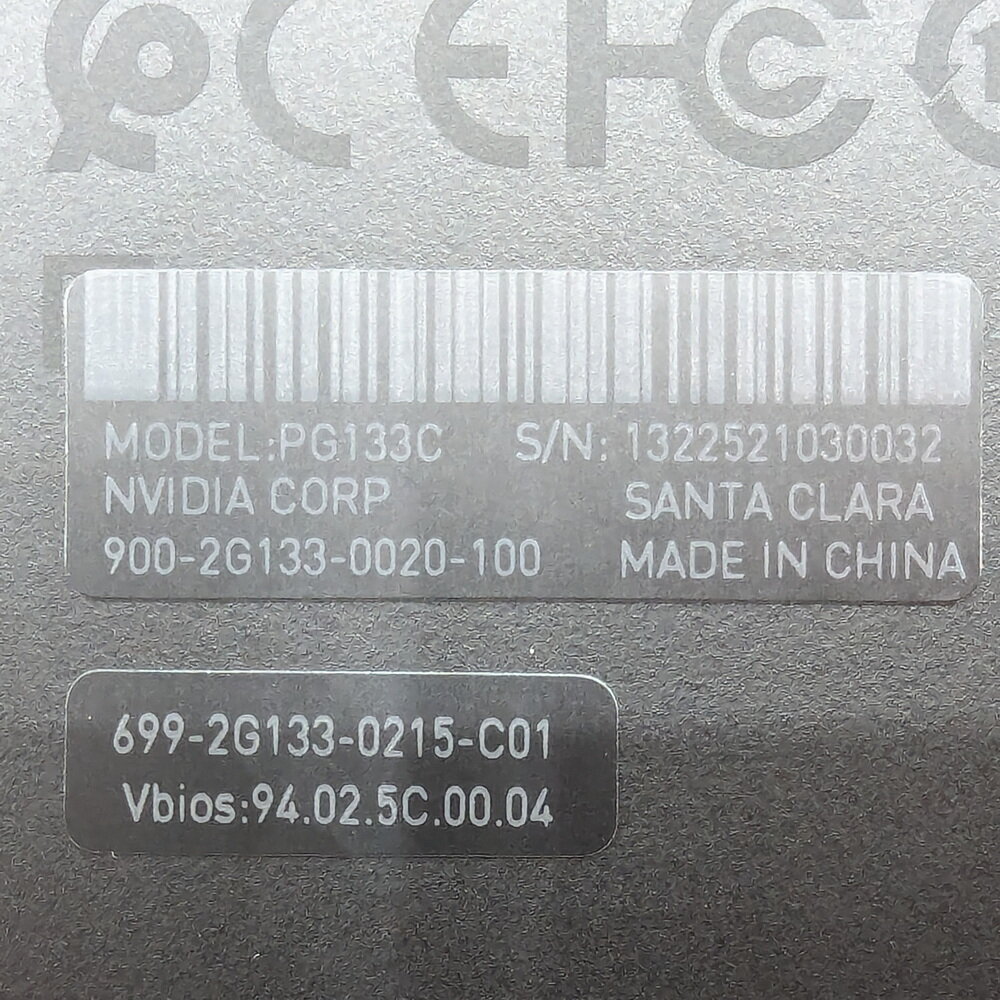 MODEL:PG133C S/N: 1322521030032
NVIDIA CORP SANTA CLARA
900-2G133-0020-100 MADE IN CHINA
699-2G133-0215-C01
Vbios:94.02.5C.00.04